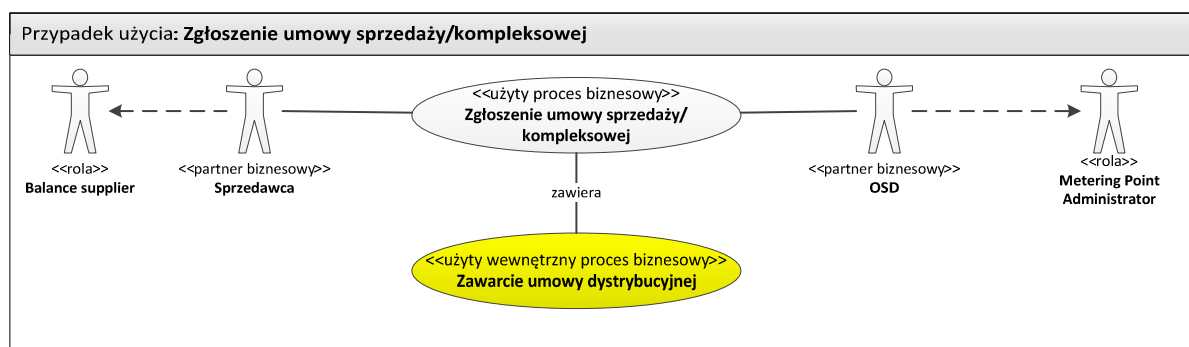 Przypadek użycia: Zgłoszenie umowy sprzedaży/kompleksowej
<<użyty proces biznesowy>>
Zgłoszenie umowy sprzedaży/
kompleksowej
<<rola>>
Balance supplier
<<partner biznesowy>>
Sprzedawca
<<partner biznesowy>>
OSD
<<rola>>
Metering Point
Administrator
zawiera
<<użyty wewnętrzny proces biznesowy>>
Zawarcie umowy dystrybucyjnej